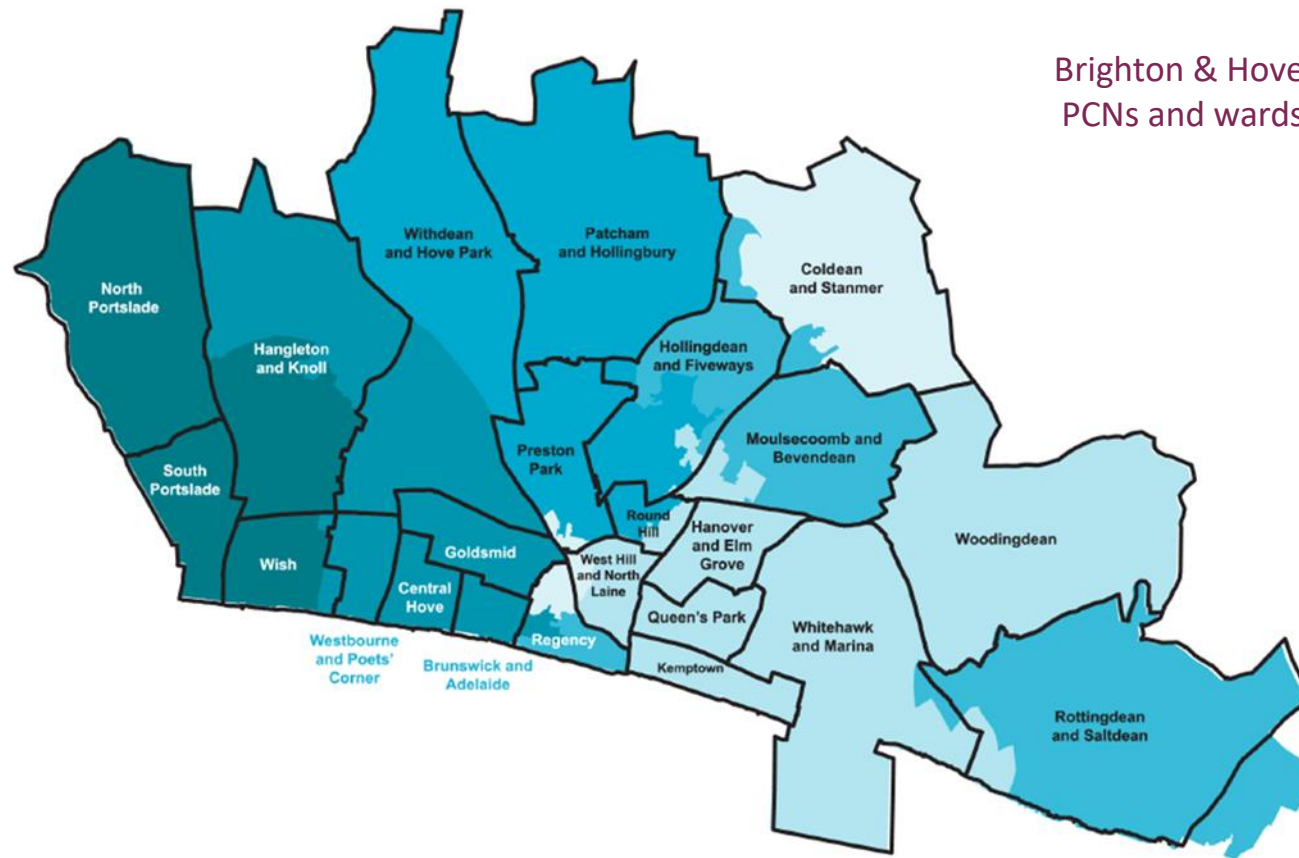 Brighton & Hove
PCNs and wards
North
Portslade
Hangleton
and Knoll
Withdean
and Hove Park
Patcham
and Hollingbury
Coldean
and Stanmer
Hollingdean
and Fiveways
Moulsecoomb and
Bevendean
Preston
Park
South
Portslade
Round
Hill
Hanover
and Elm
Grove
Woodingdean
Wish
Goldsmid
West Hill
and North
Laine
Central
Hove
Queen's Park
Regency
Whitehawk
and Marina
Westbourne
and Poets'
Corner
Brunswick and
Adelaide
Kemptown
Rottingdean
and Saltdean